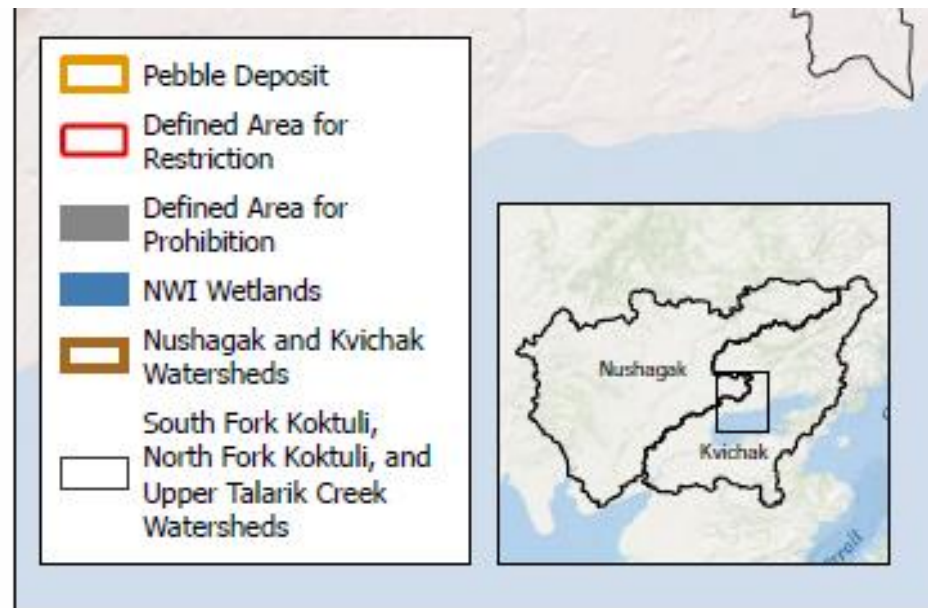 Pebble Deposit
Defined Area for
Restriction
Defined Area for
Prohibition
NWI Wetlands
Nushagak and Kvichak
Watersheds
South Fork Koktuli,
North Fork Koktuli, and
Upper Talarik Creek
Watersheds
Nushagak
Kvichak